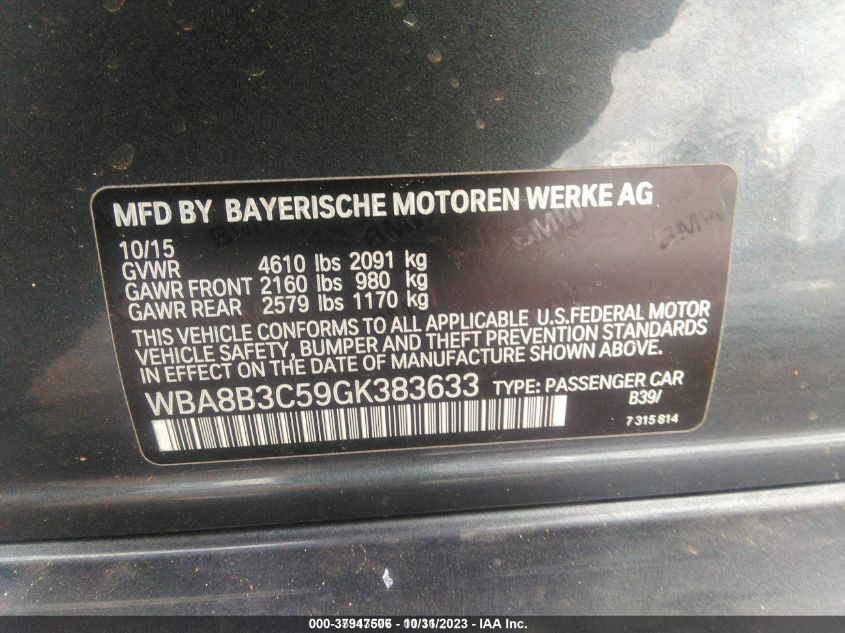 MFD BY BAYERISCHE MOTOREN WERKE AG
10/15
GVWR 4610 lbs 2091 kg
GAWR FRONT 2160 lbs 980 kg
GAWR REAR 2579 lbs 1170 kg
THIS VEHICLE CONFORMS TO ALL APPLICABLE U.S.FEDERAL MOTOR
VEHICLE SAFETY, BUMPER AND THEFT PREVENTION STANDARDS
IN EFFECT ON THE DATE OF MANUFACTURE SHOWN ABOVE.
WBA8B3C59GK383633 TYPE: PASSENGER CAR
B39/
7315814
000-37947606 - 10/31/2023 - IAA Inc.